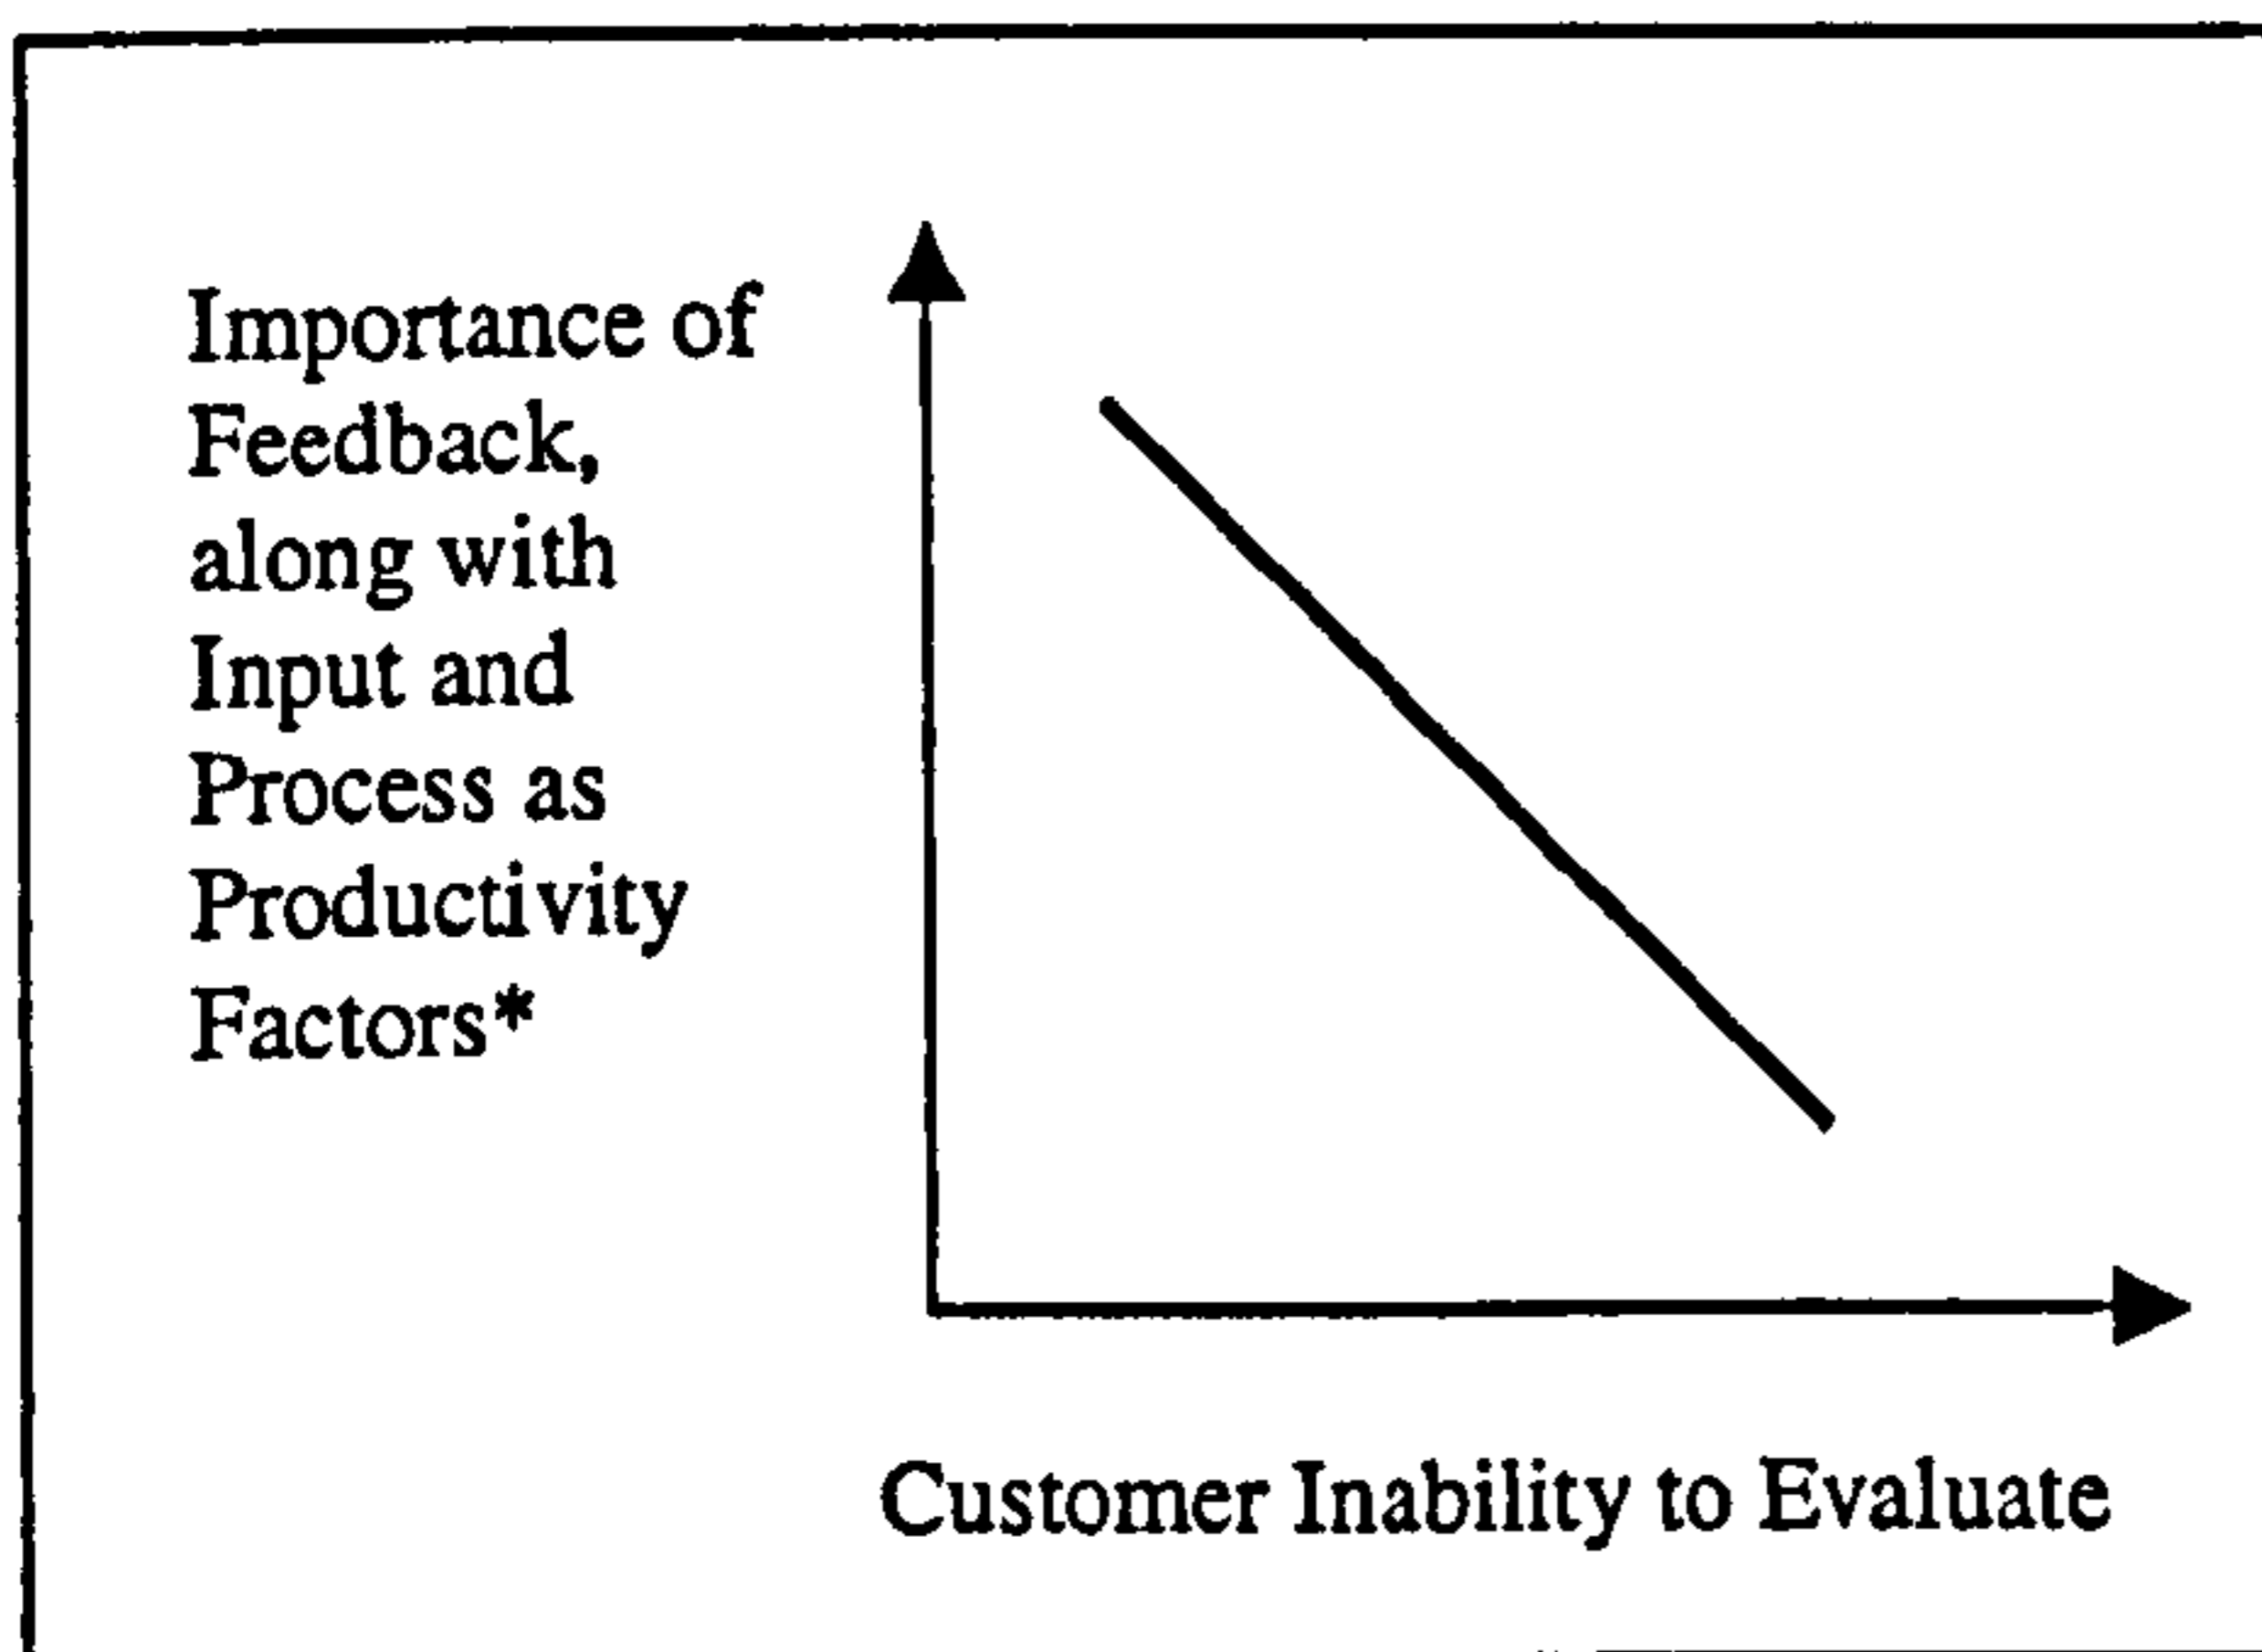 Importance of
Feedback,
along with
Input and
Process as
Productivity
Factors*
Customer Inability to Evaluate